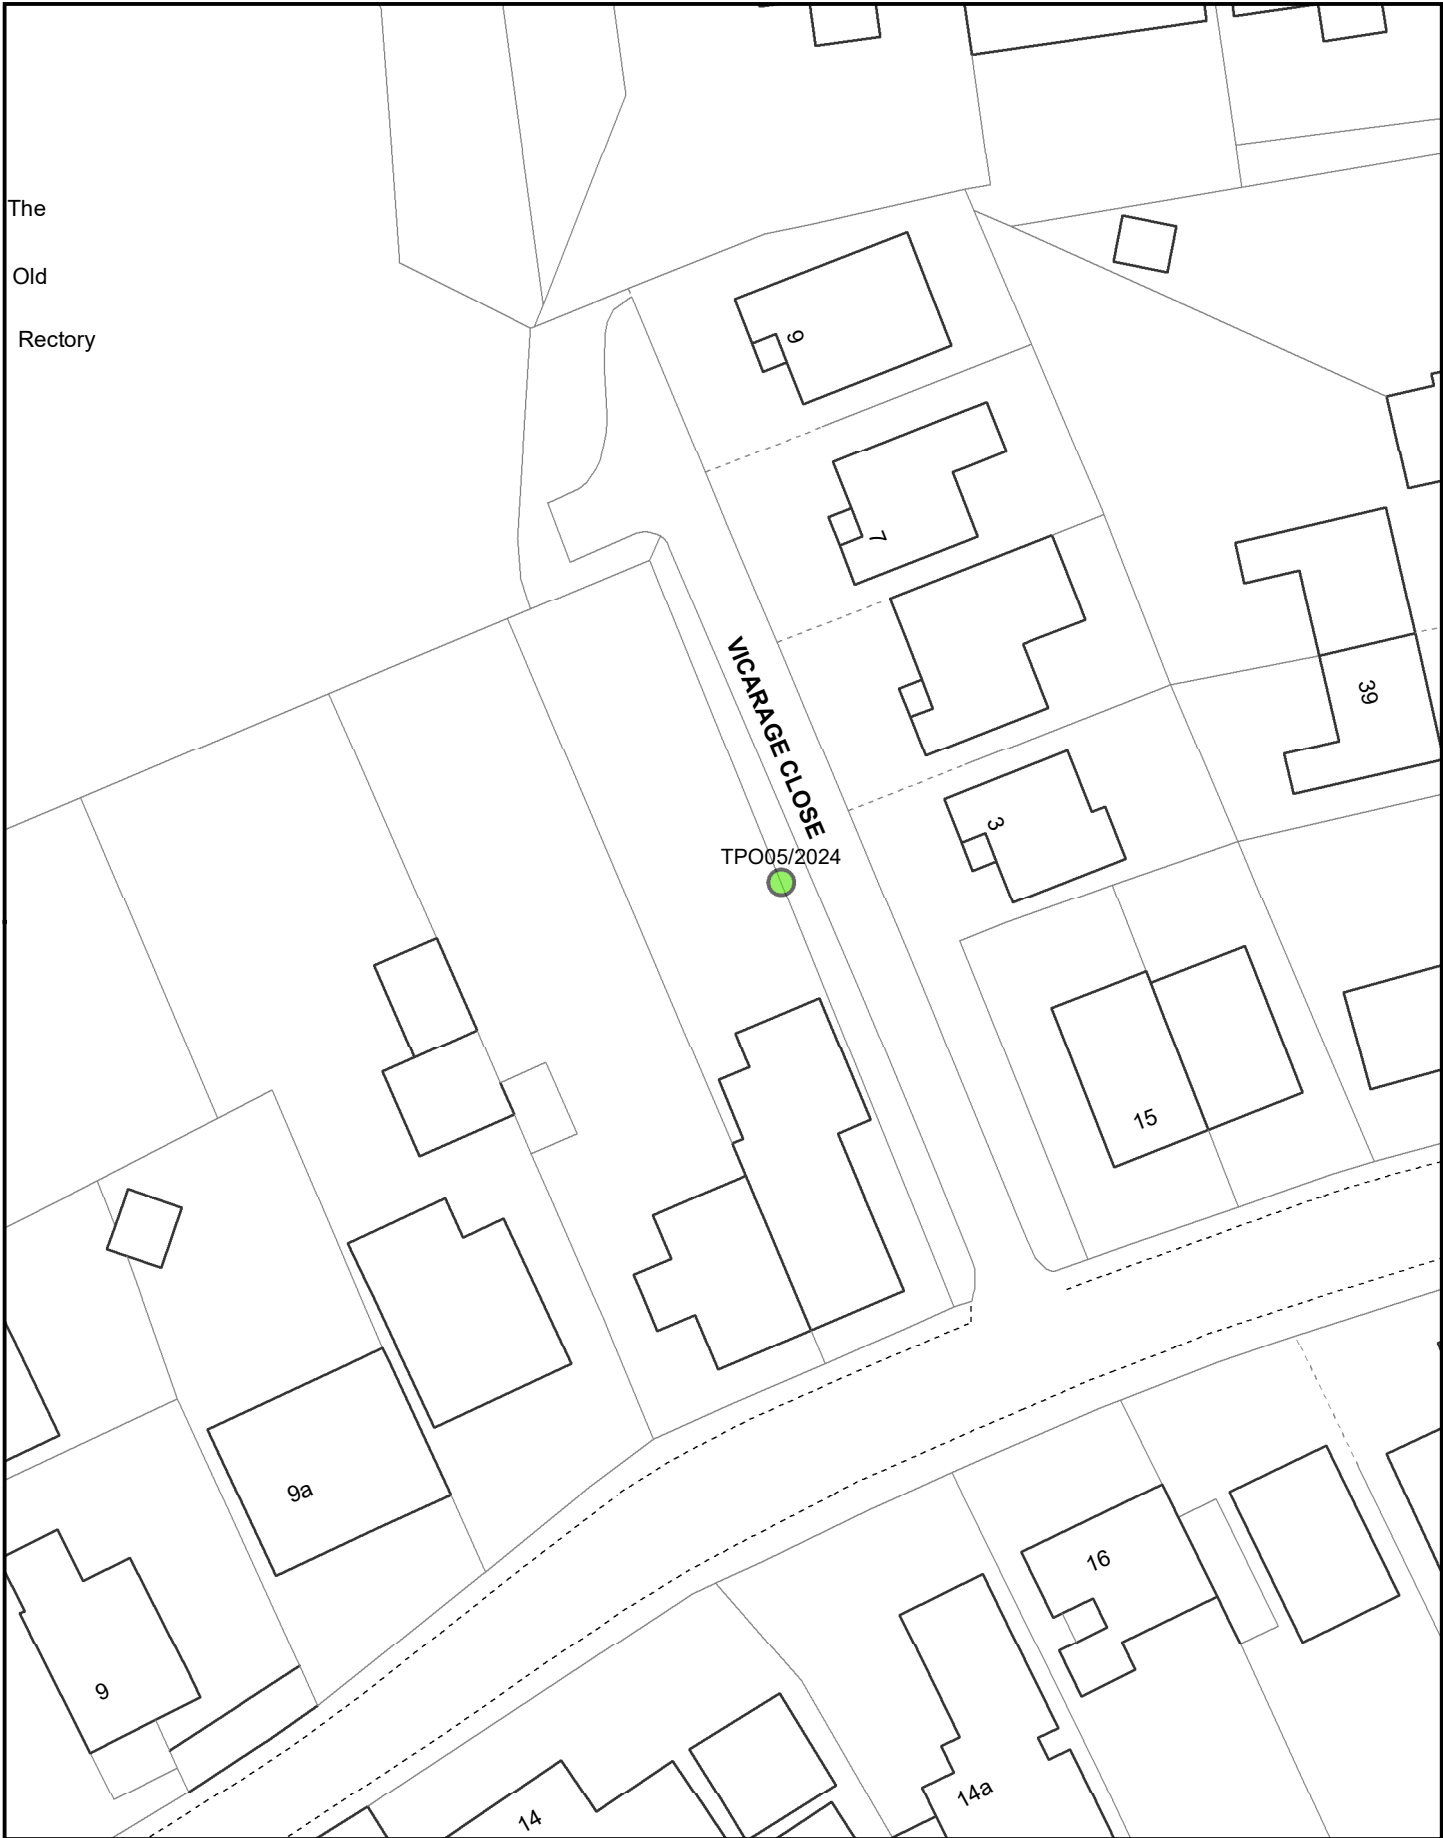 The
Old
Rectory
9
7
VICARAGE CLOSE
39
3
TPO05/2024
15
9a
16
9
14a
14